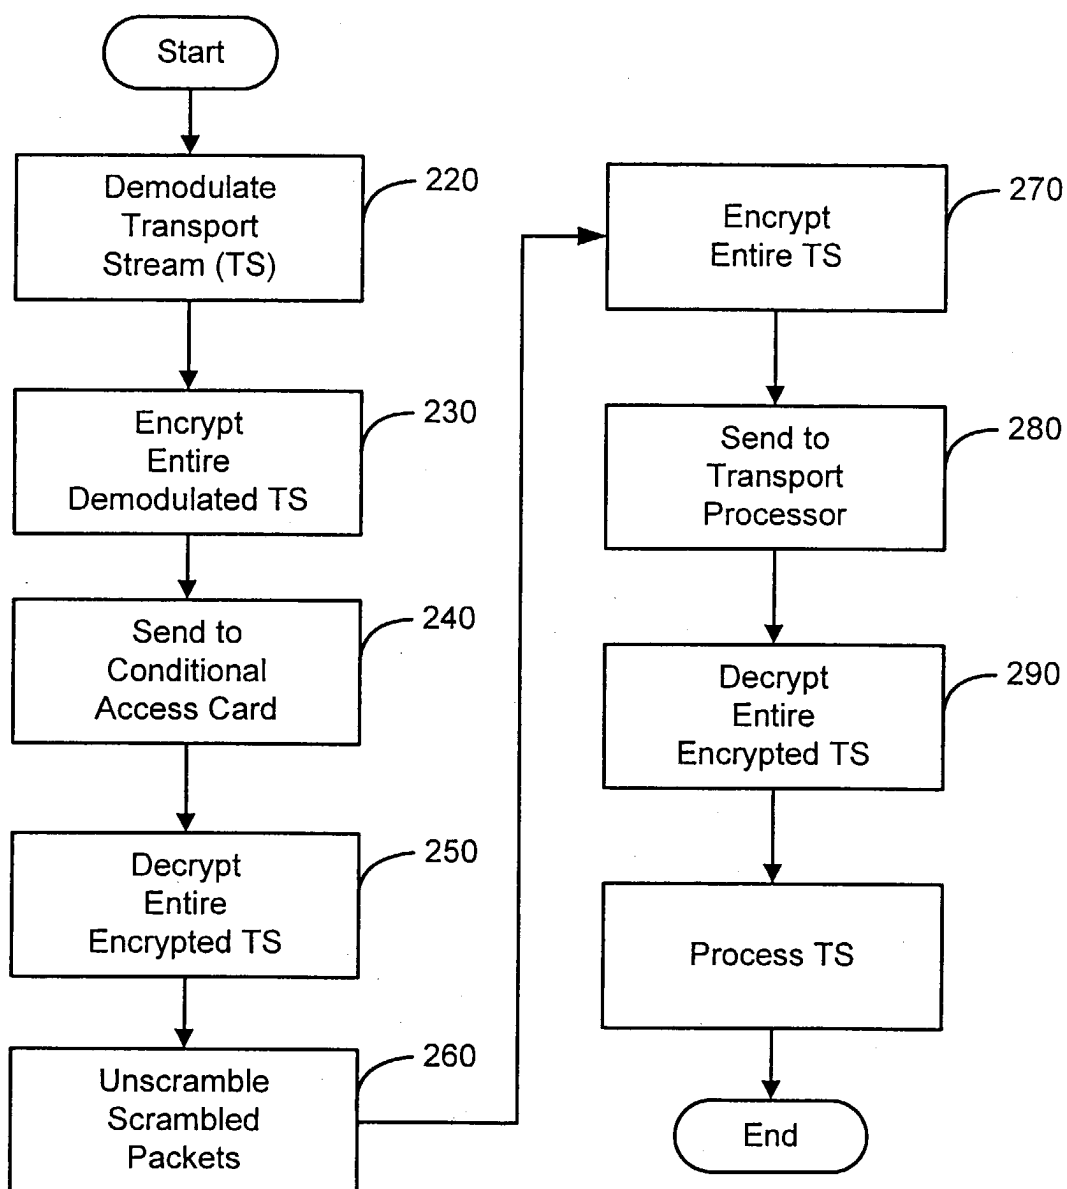 Start
Demodulate
Transport
Stream (TS)
220
Encrypt
Entire
Demodulated TS
230
Send to
Conditional
Access Card
240
Decrypt
Entire
Encrypted TS
250
Unscramble
Scrambled
Packets
260
Encrypt
Entire TS
270
Send to
Transport
Processor
280
Decrypt
Entire
Encrypted TS
290
Process TS
End